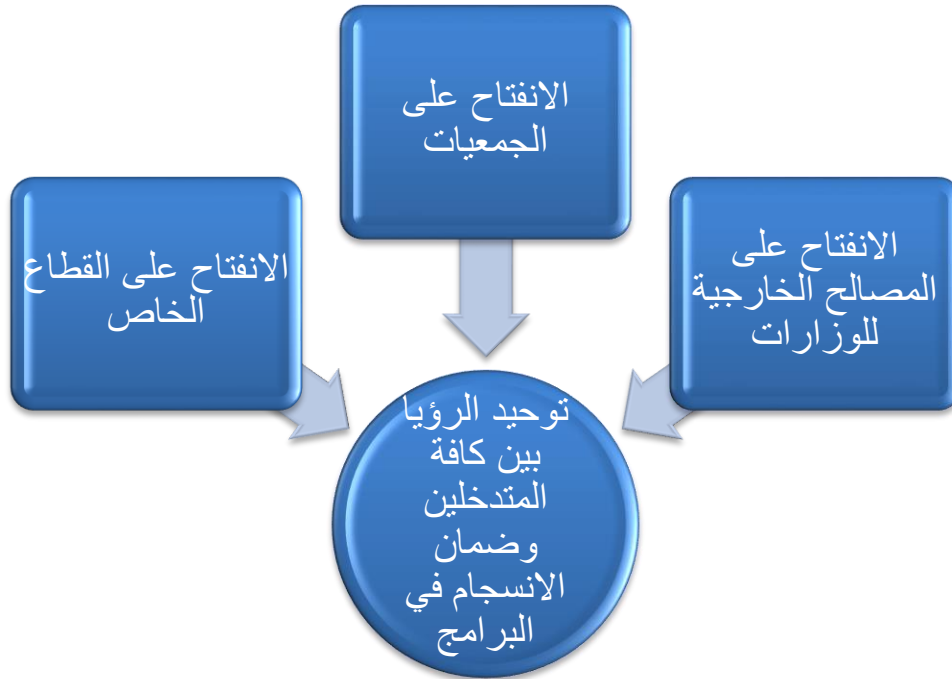 الانفتاح على
الجمعيات
الانفتاح على
المصالح الخارجية
للوزارات
الانفتاح على القطاع
الخاص
توحيد الرؤيا
بين كافة
المتدخلين
وضمان
الانسجام في
البرامج